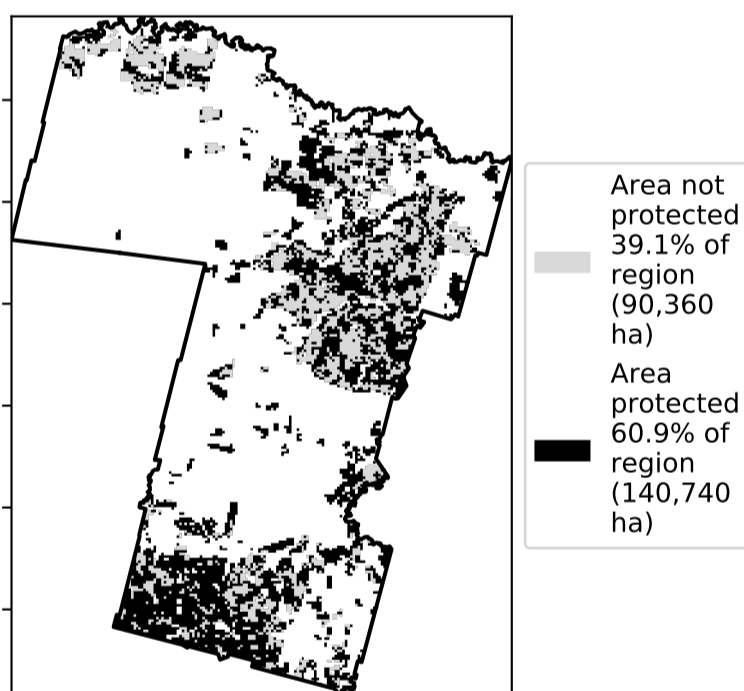 Area not
protected
39.1% of
region
(90,360
ha)
Area
protected
60.9% of
region
(140,740
ha)